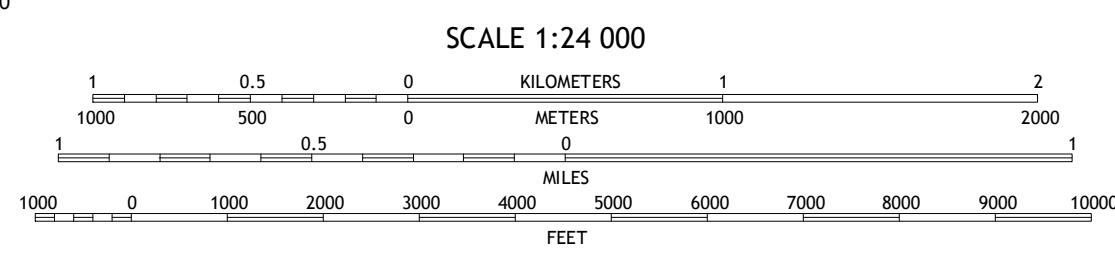 0
SCALE 1:24 000
1 0.5 0 KILOMETERS 1 2
1000 500 0 METERS 1000 2000
1 0.5 0 1
MILES
1000 0 1000 2000 3000 4000 5000 6000 7000 8000 9000 10000
FEET